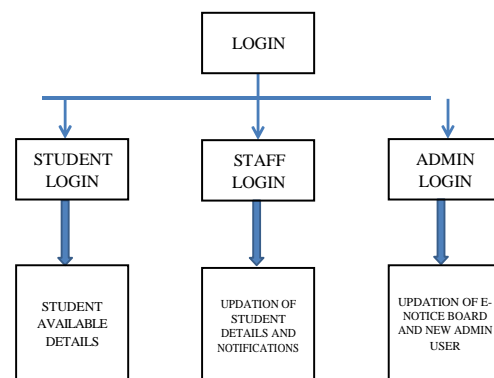 LOGIN
STUDENT
LOGIN
STAFF
LOGIN
ADMIN
LOGIN
STUDENT
AVAILABLE
DETAILS
UPDATION OF
STUDENT
DETAILS AND
NOTIFICATIONS
UPDATION OF E-
NOTICE BOARD
AND NEW ADMIN
USER